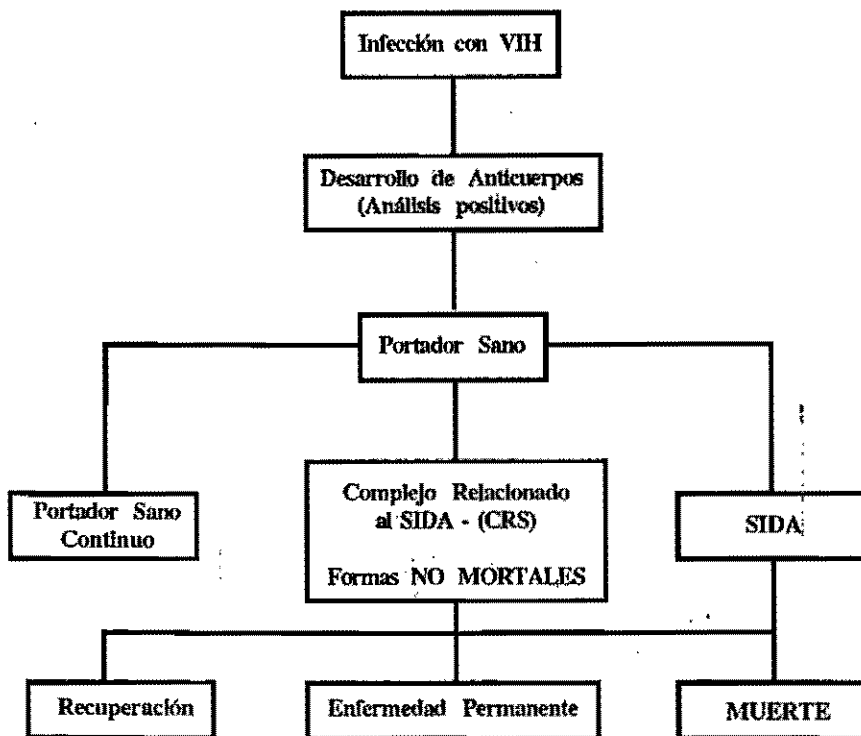 Infección con VIH
Desarrollo de Anticuerpos
(Análisis positivos)
Portador Sano
Portador Sano
Continuo
Complejo Relacionado
al SIDA - (CRS)
Formas NO MORTALES
SIDA
Recuperación
Enfermedad Permanente
MUERTE